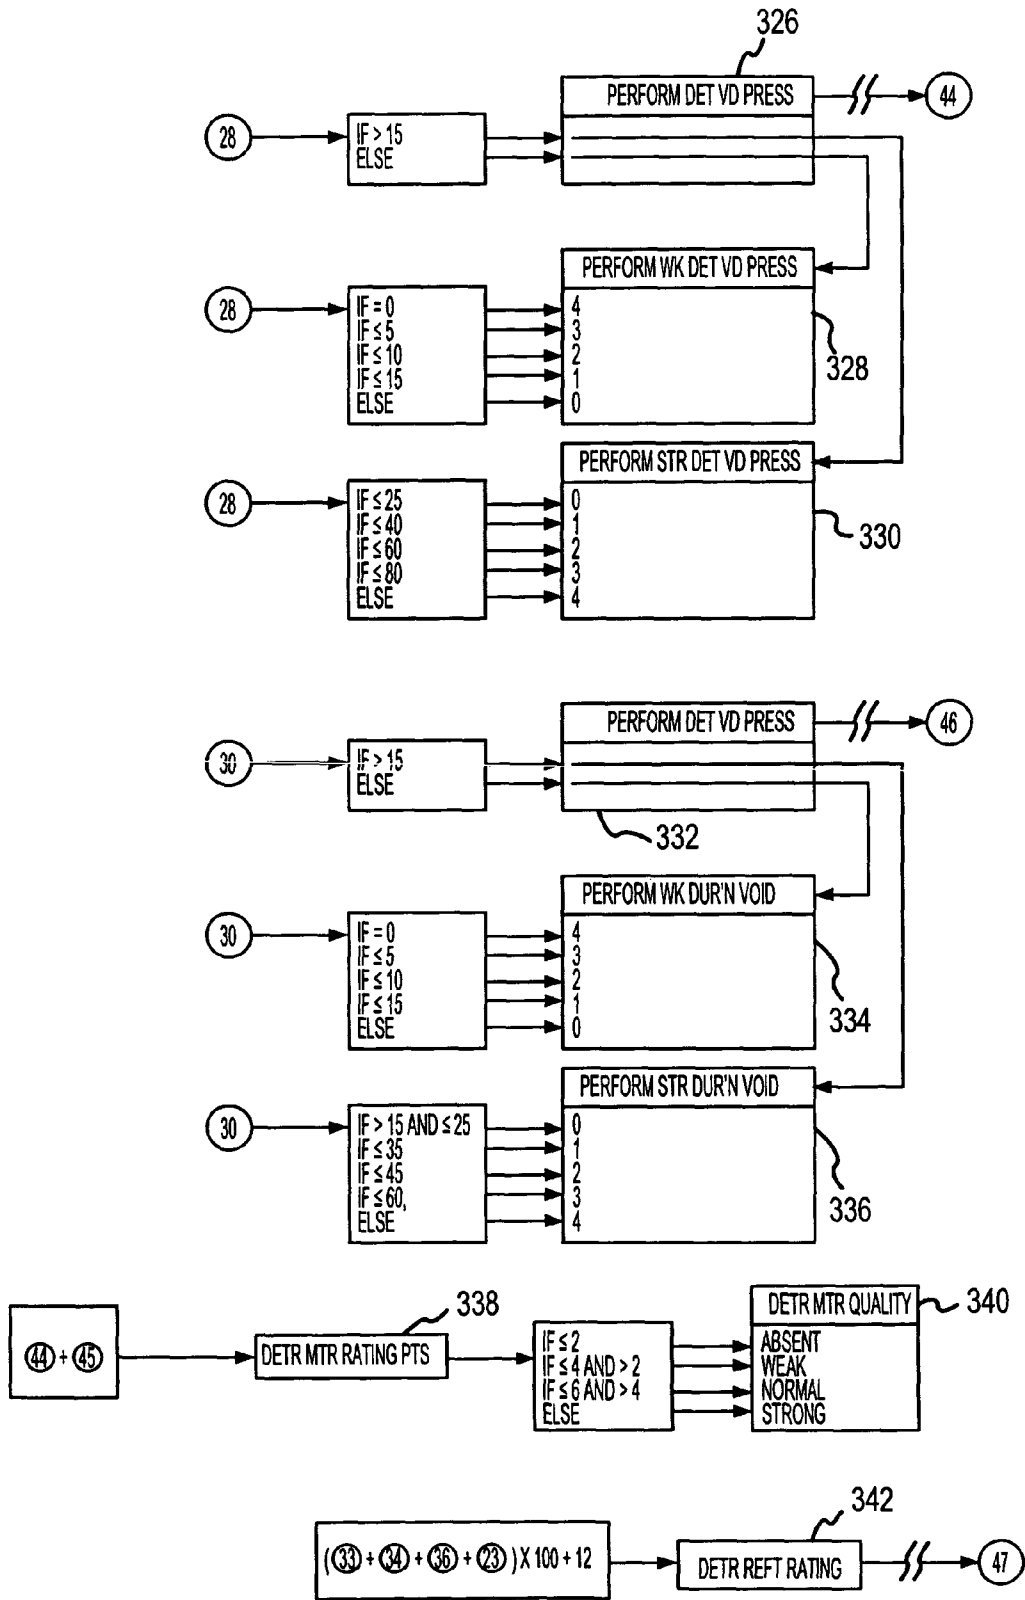 326
PERFORM DET VD PRESS
44
28
IF > 15
ELSE
PERFORM WK DET VD PRESS
28
IF = 0
IF ≤ 5
IF ≤ 10
IF ≤ 15
ELSE
4
3
2
1
0
328
PERFORM STR DET VD PRESS
28
IF ≤ 25
IF ≤ 40
IF ≤ 60
IF ≤ 80
ELSE
0
1
2
3
4
330
PERFORM DET VD PRESS
46
30
IF > 15
ELSE
332
PERFORM WK DUR'N VOID
30
IF = 0
IF ≤ 5
IF ≤ 10
IF ≤ 15
ELSE
4
3
2
1
0
334
PERFORM STR DUR'N VOID
30
IF > 15 AND ≤ 25
IF ≤ 35
IF ≤ 45
IF ≤ 60,
ELSE
0
1
2
3
4
336
44 + 45
338
DETR MTR RATING PTS
IF ≤ 2
IF ≤ 4 AND > 2
IF ≤ 6 AND > 4
ELSE
DETR MTR QUALITY
340
ABSENT
WEAK
NORMAL
STRONG
(33 + 34 + 36 + 23) X 100 + 12
342
DETR REFT RATING
47